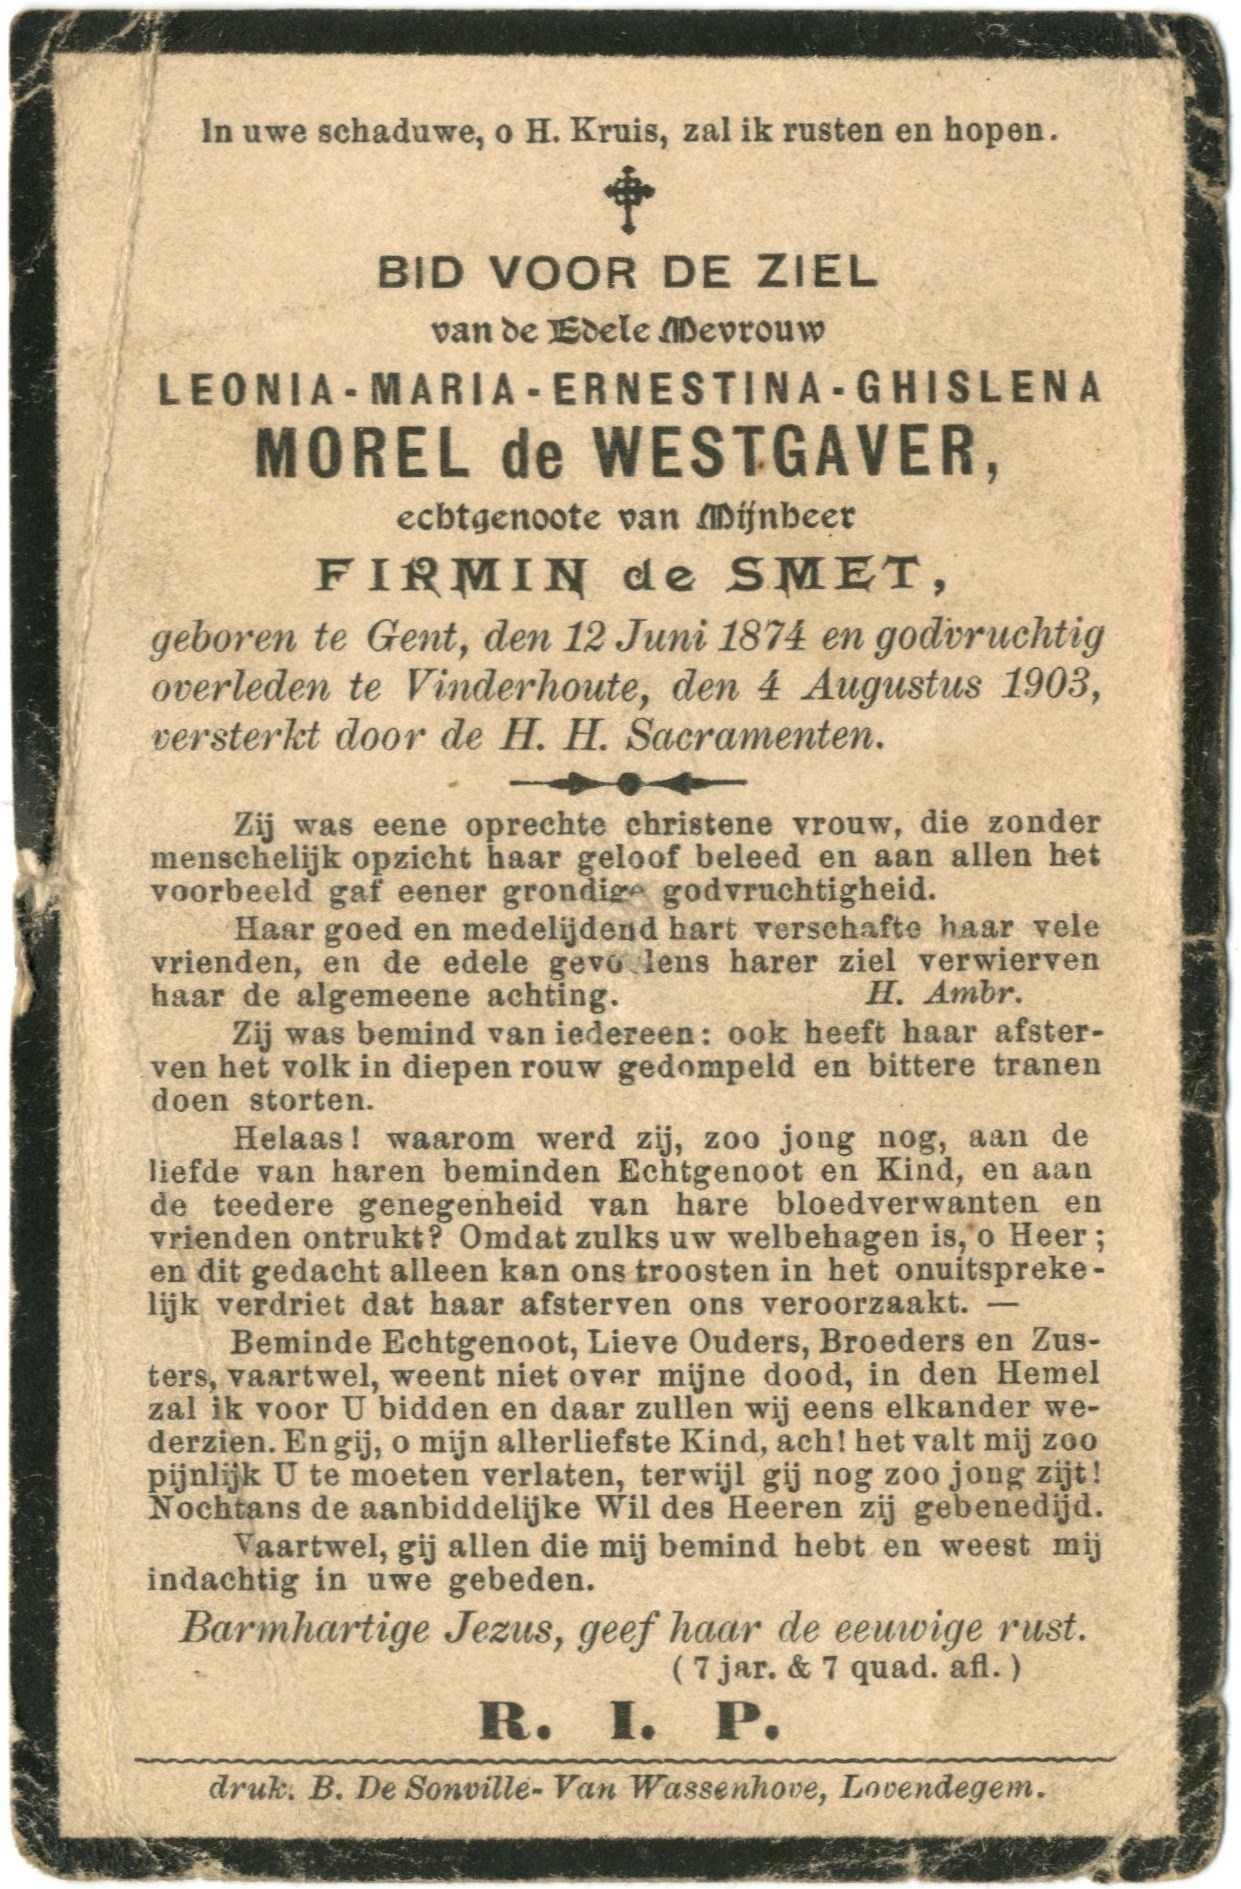 In uwe schaduwe, o H. Kruis, zal ik rusten en hopen.
BID VOOR DE ZIEL
van de Edele Mevrouw
LEONIA-MARIA-ERNESTINA-GHISLENA
MOREL de WESTGAVER,
echtgenoote van Mijnheer
FIRMIN de SMET,
geboren te Gent, den 12 Juni 1874 en godvruchtig
overleden te Vinderhoute, den 4 Augustus 1903,
versterkt door de H. H. Sacramenten.
Zij was eene oprechte christene vrouw, die zonder
menschelijk opzicht haar geloof beleed en aan allen het
voorbeeld gaf eener grondige godvruchtigheid.
Haar goed en medelijdend hart verschafte haar vele
vrienden, en de edele gevoelens harer ziel verwierven
haar de algemeene achting. H. Ambr.
Zij was bemind van iedereen: ook heeft haar afster-
ven het volk in diepen rouw gedompeld en bittere tranen
doen storten.
Helaas! waarom werd zij, zoo jong nog, aan de
liefde van haren beminden Echtgenoot en Kind, en aan
de teedere genegenheid van hare bloedverwanten en
vrienden ontrukt? Omdat zulks uw welbehagen is, o Heer;
en dit gedacht alleen kan ons troosten in het onuitspreke-
lijk verdriet dat haar afsterven ons veroorzaakt. —
Beminde Echtgenoot, Lieve Ouders, Broeders en Zus-
ters, vaartwel, weent niet over mijne dood, in den Hemel
zal ik voor U bidden en daar zullen wij eens elkander we-
derzien. En gij, o mijn allerliefste Kind, ach! het valt mij zoo
pijnlijk U te moeten verlaten, terwijl gij nog zoo jong zijt!
Nochtans de aanbiddelijke Wil des Heeren zij gebenedijd.
Vaartwel, gij allen die mij bemind hebt en weest mij
indachtig in uwe gebeden.
Barmhartige Jezus, geef haar de eeuwige rust.
(7 jar. & 7 quad. afl.)
R. I. P.
druk. B. De Sonville-Van Wassenhove, Lovendegem.